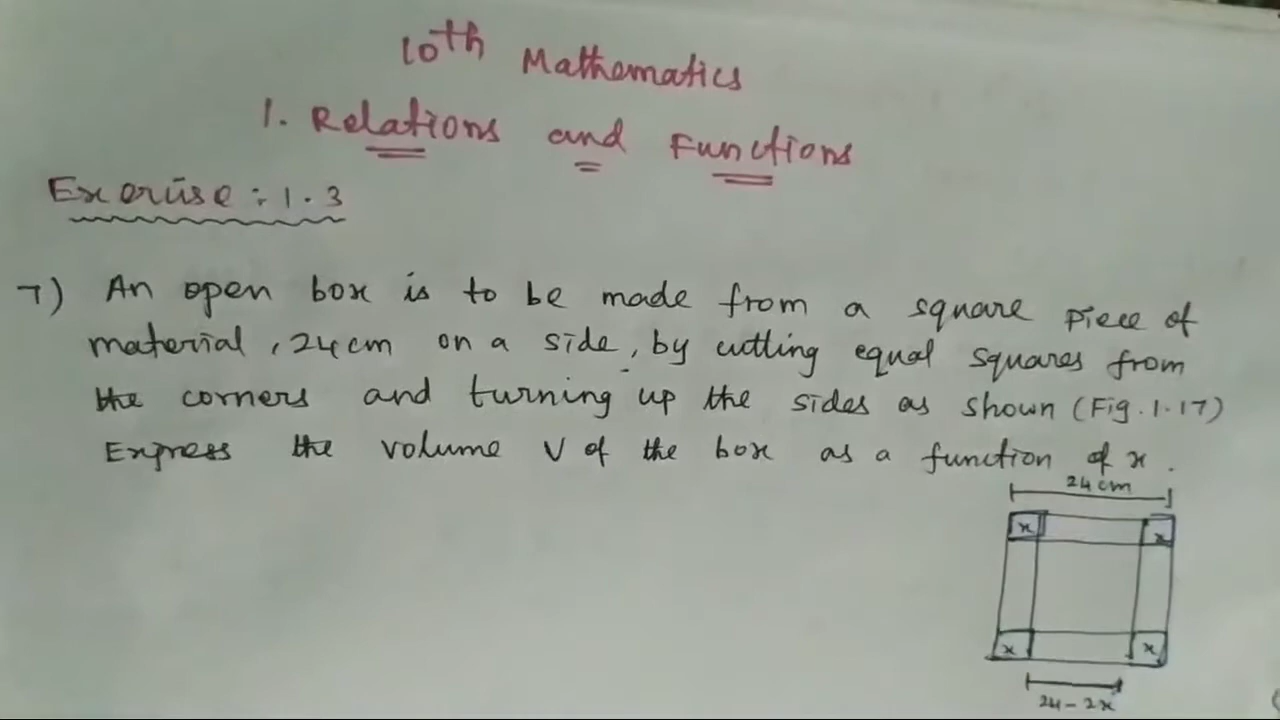 10th Mathematics
1. Relations and Functions
Exercise: 1.3
7) An open box is to be made from a square piece of
material, 24cm on a side, by cutting equal squares from
the corners and turning up the sides as shown (Fig. 1.17)
Express the volume V of the box as a function of x.
24cm
x x
x x
24-2x